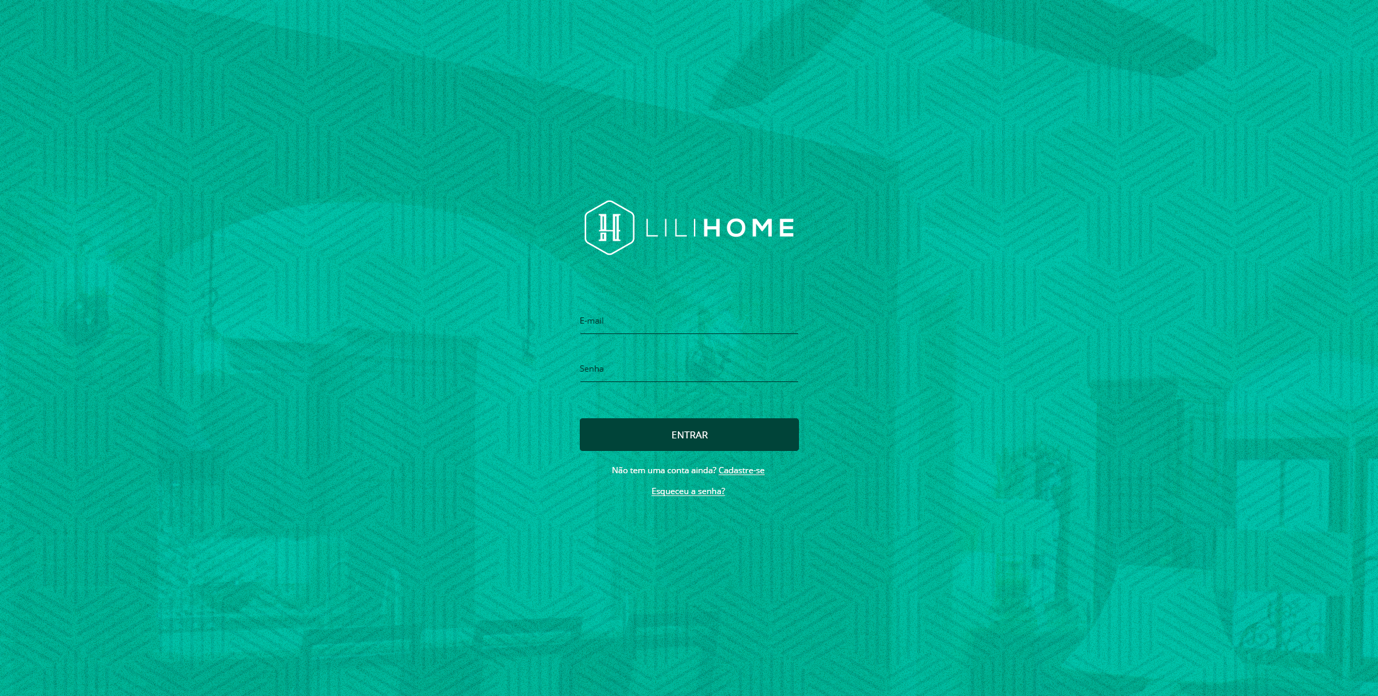 LILIHOME
E-mail
Senha
ENTRAR
Não tem uma conta ainda? Cadastre-se
Esqueceu a senha?